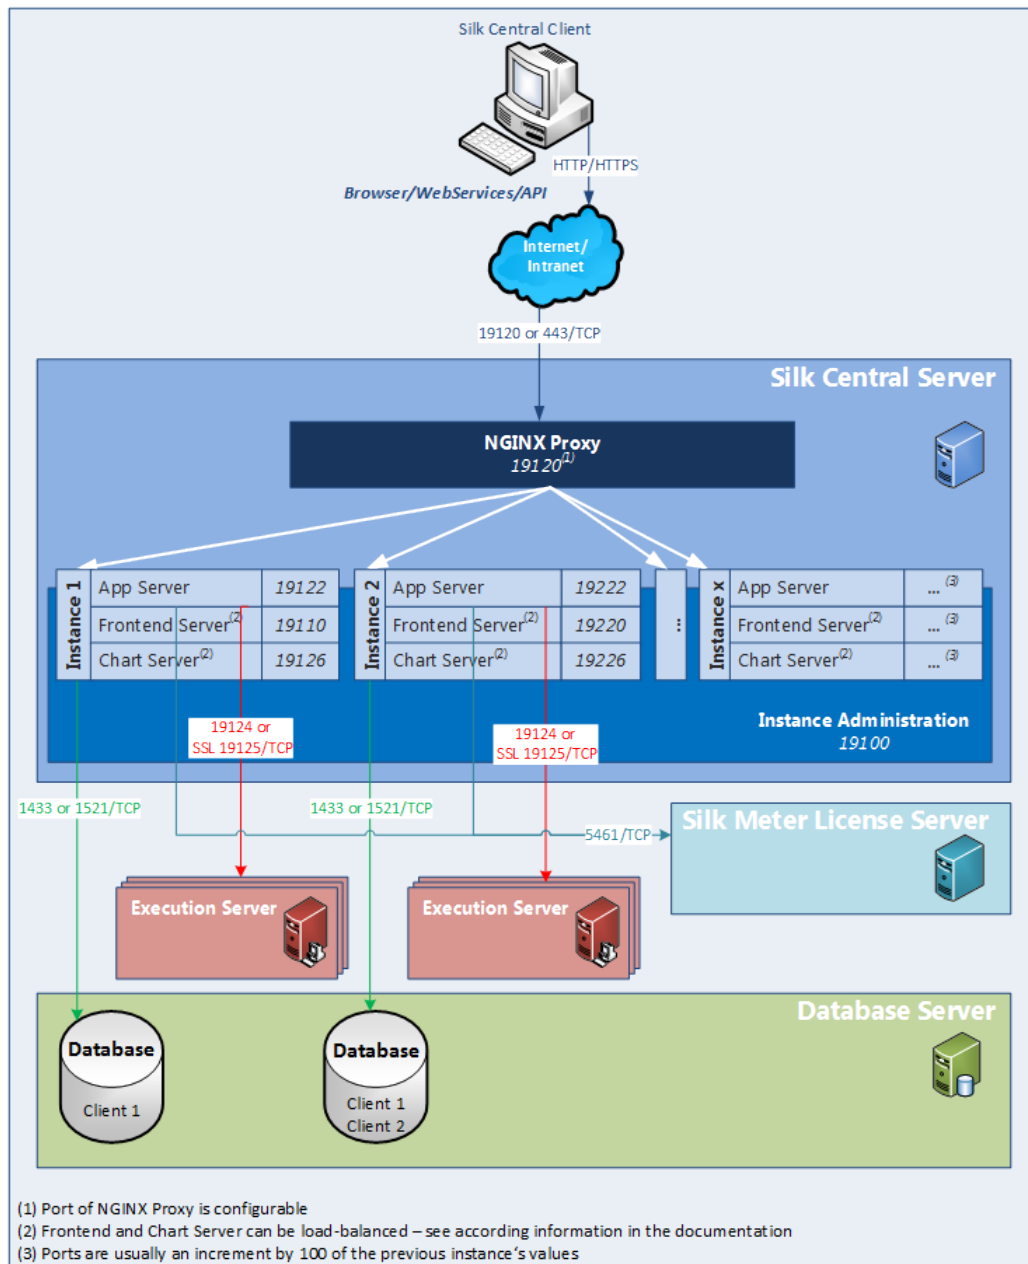 Silk Central Client
HTTP/HTTPS
Browser/WebServices/API
Internet/
Intranet
19120 or 443/TCP
Silk Central Server
NGINX Proxy
19120(1)
Instance 1
App Server 19122
Frontend Server(2) 19110
Chart Server(2) 19126
Instance 2
App Server 19222
Frontend Server(2) 19220
Chart Server(2) 19226
...
Instance x
App Server ... (3)
Frontend Server(2) ... (3)
Chart Server(2) ... (3)
19124 or
SSL 19125/TCP
19124 or
SSL 19125/TCP
Instance Administration
19100
1433 or 1521/TCP
1433 or 1521/TCP
5461/TCP
Silk Meter License Server
Execution Server
Execution Server
Database Server
Database
Client 1
Database
Client 1
Client 2
(1) Port of NGINX Proxy is configurable
(2) Frontend and Chart Server can be load-balanced – see according information in the documentation
(3) Ports are usually an increment by 100 of the previous instance's values